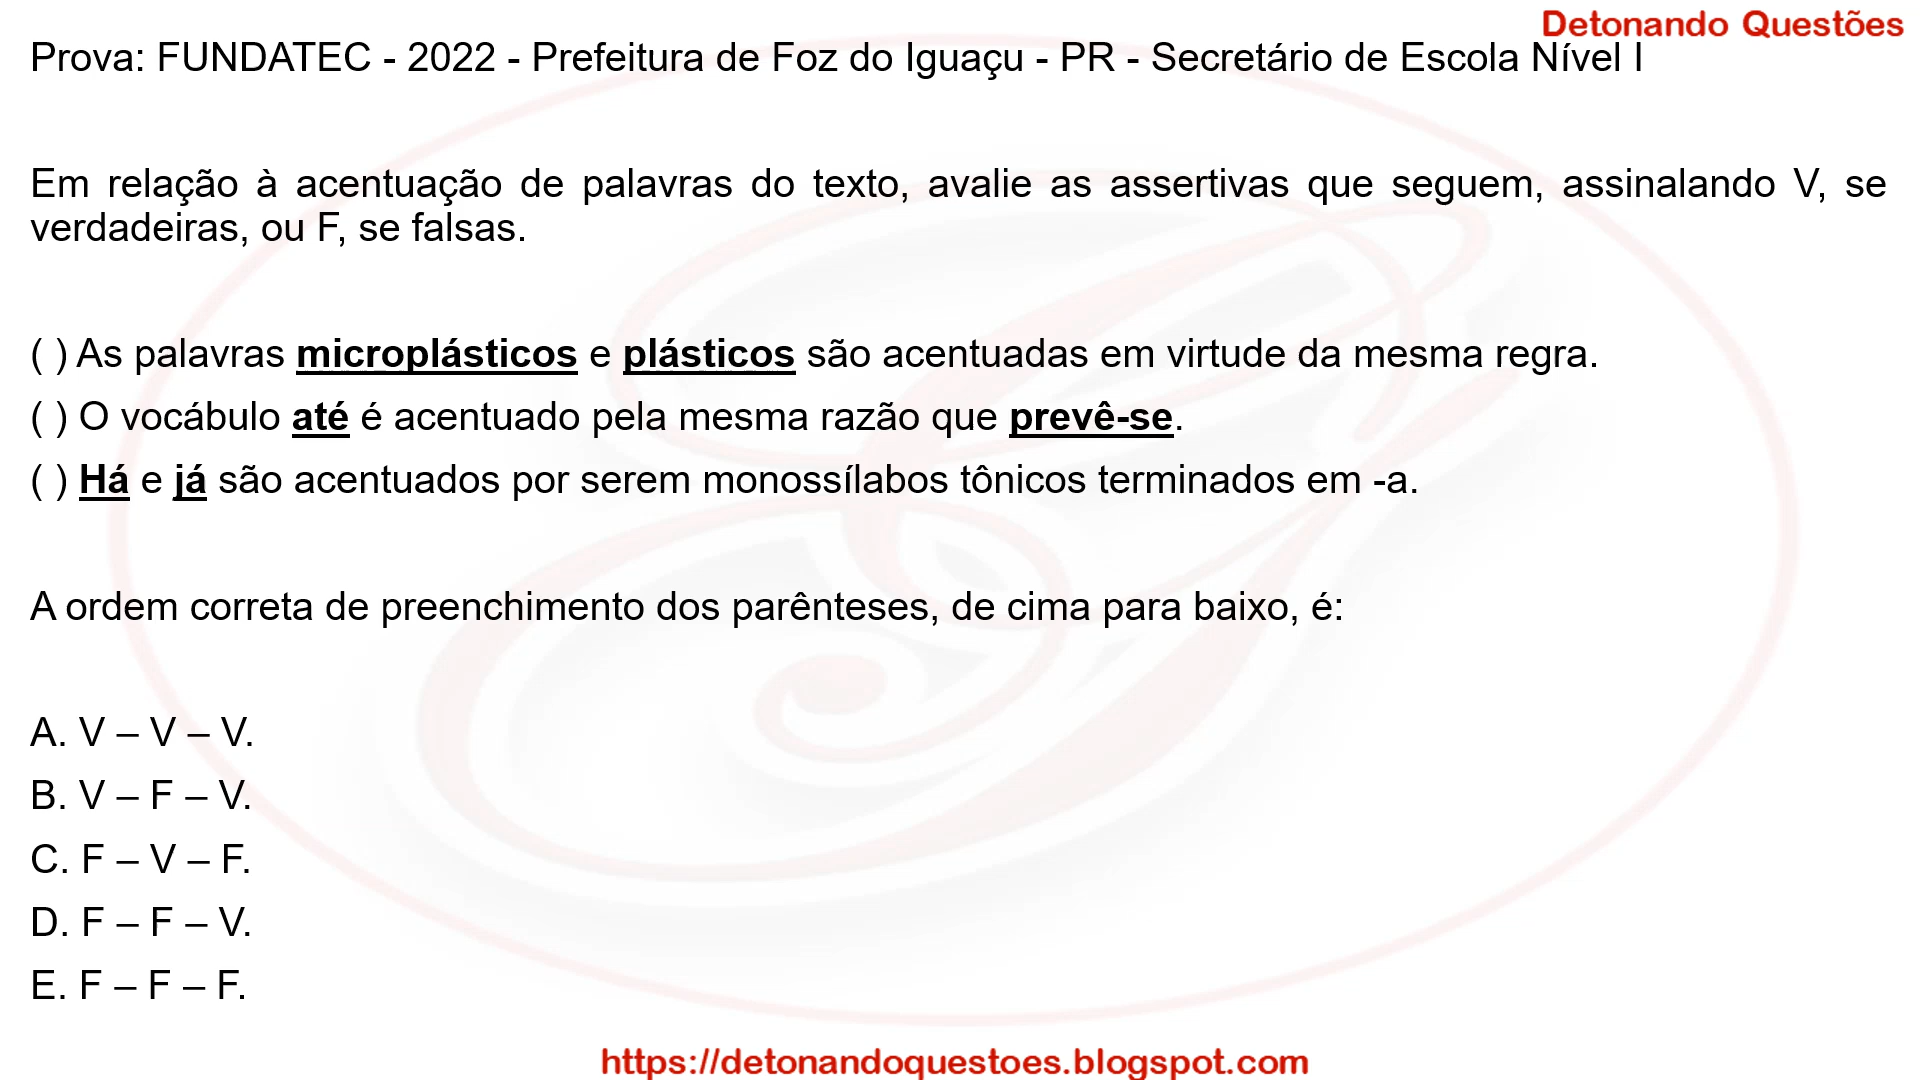 Detonando Questões
Prova: FUNDATEC - 2022 - Prefeitura de Foz do Iguaçu - PR - Secretário de Escola Nível I
Em relação à acentuação de palavras do texto, avalie as assertivas que seguem, assinalando V, se
verdadeiras, ou F, se falsas.
( ) As palavras microplásticos e plásticos são acentuadas em virtude da mesma regra.
( ) O vocábulo até é acentuado pela mesma razão que prevê-se.
( ) Há e já são acentuados por serem monossílabos tônicos terminados em -a.
A ordem correta de preenchimento dos parênteses, de cima para baixo, é:
A. V – V – V.
B. V – F – V.
C. F – V – F.
D. F – F – V.
E. F – F – F.
https://detonandoquestoes.blogspot.com